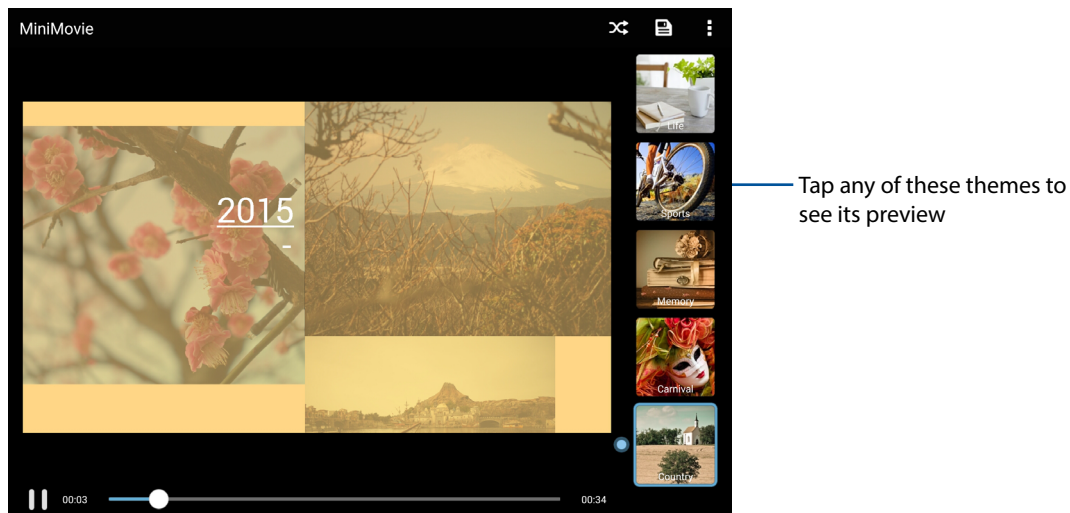 MiniMovie
Life
Sports
Memory
Carnival
Country
2015
-
00:03
00:34
Tap any of these themes to
see its preview